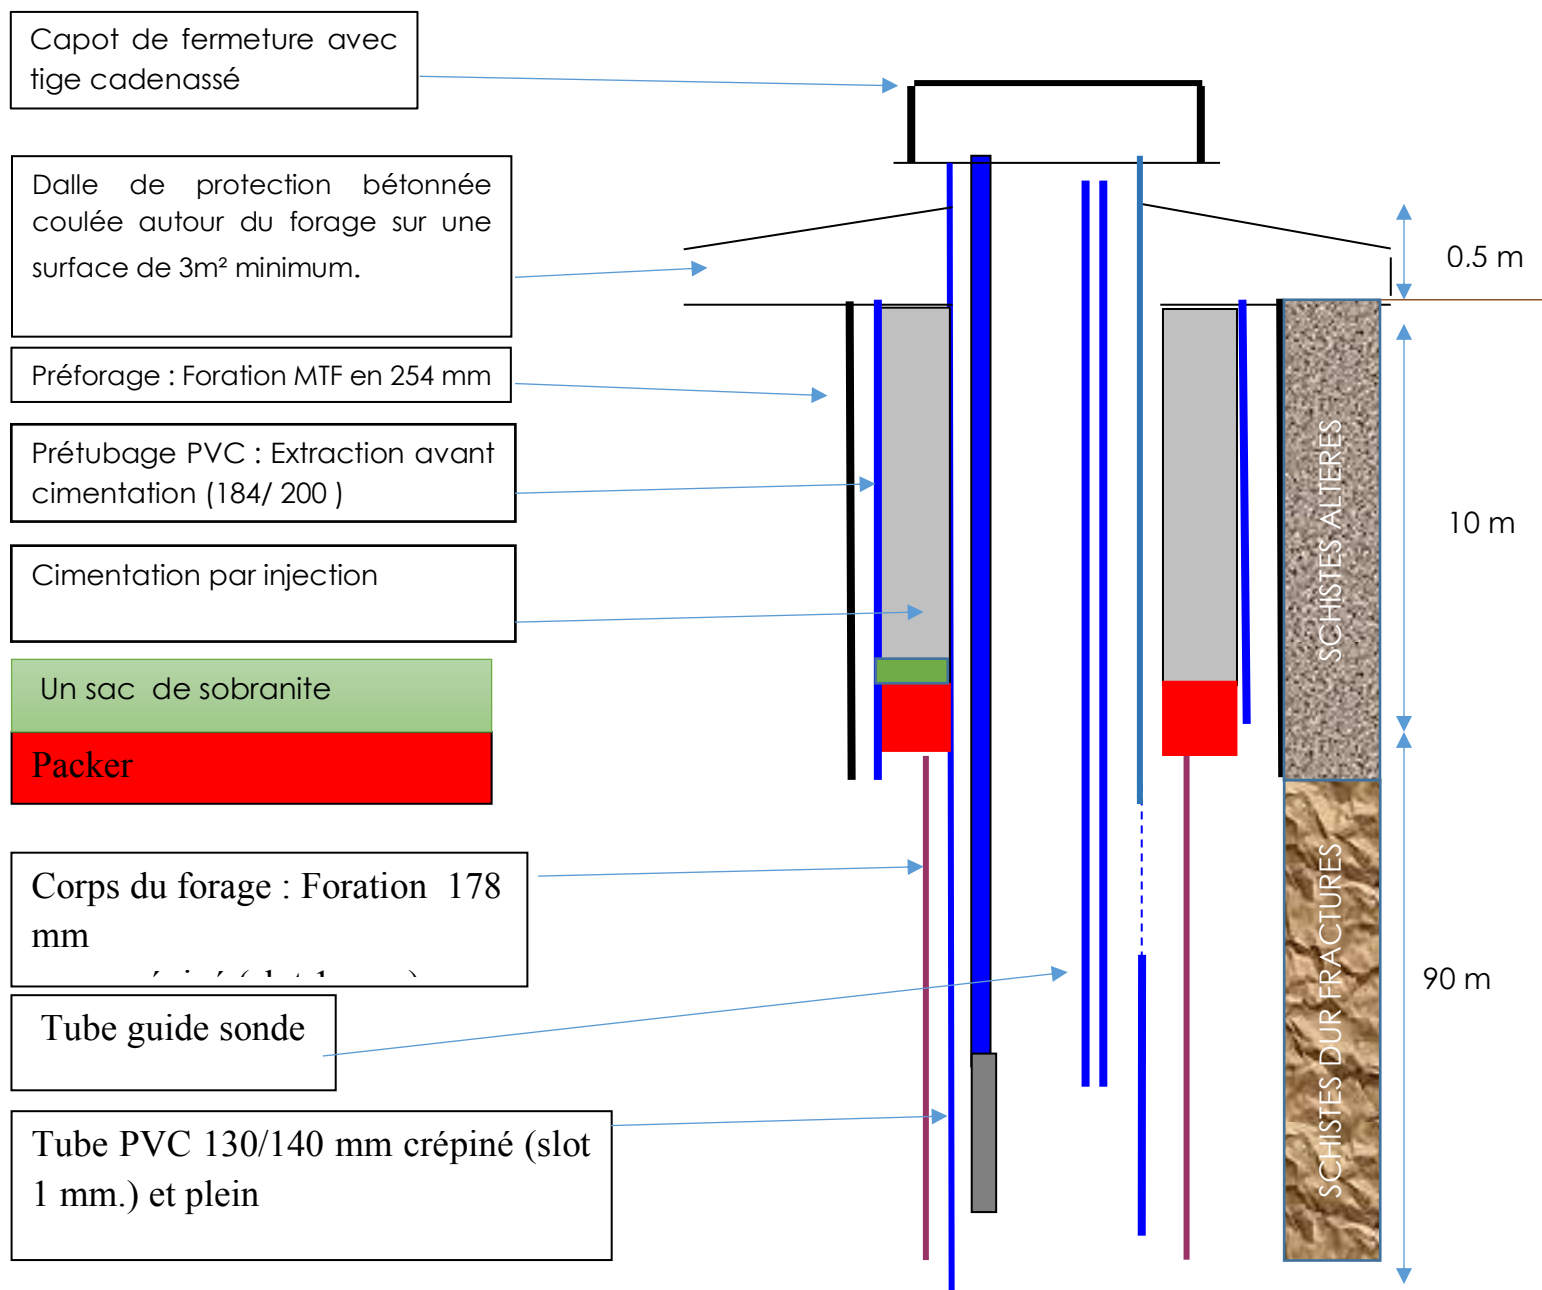 Capot de fermeture avec
tige cadenassé
Dalle de protection bétonnée
coulée autour du forage sur une
surface de 3m² minimum.
Préforage : Foration MTF en 254 mm
Prétubage PVC : Extraction avant
cimentation (184/ 200 )
Cimentation par injection
Un sac de sobranite
Packer
Corps du forage : Foration 178
mm
Tube guide sonde
Tube PVC 130/140 mm crépiné (slot
1 mm.) et plein
0.5 m
10 m
90 m
SCHISTES ALTERES
SCHISTES DUR FRACTURES